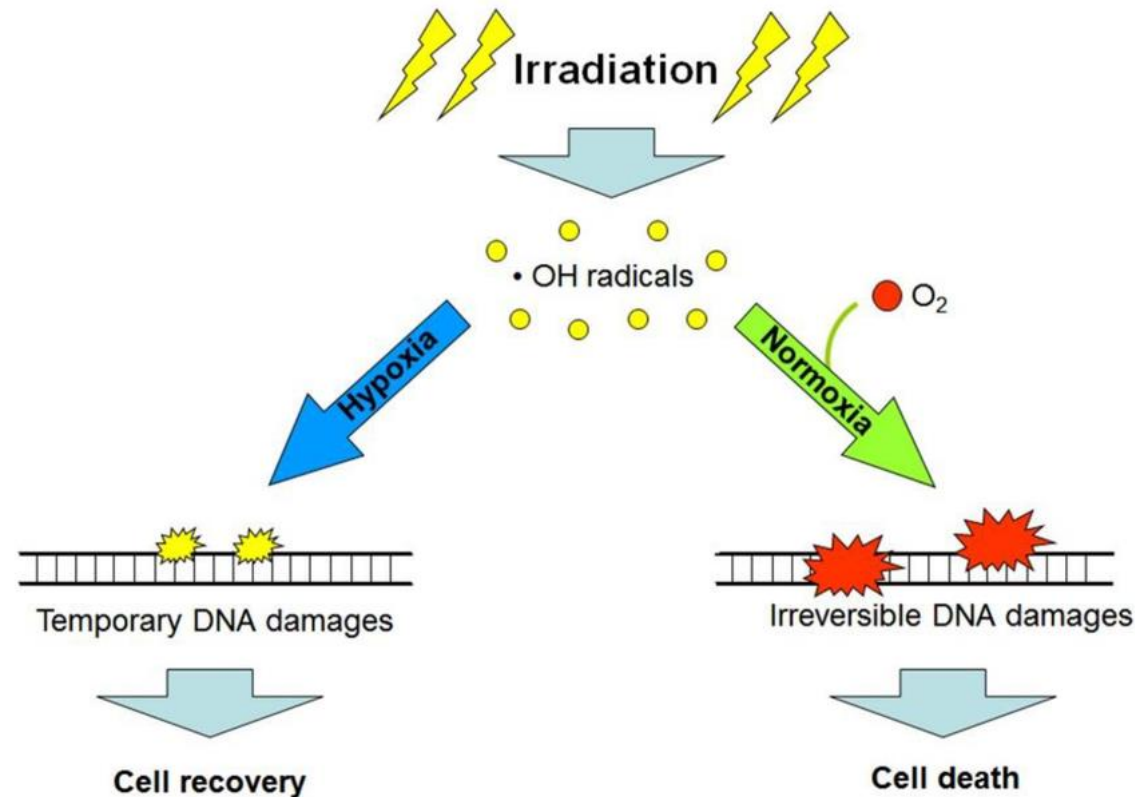 Irradiation
• OH radicals
O₂
Hypoxia
Normoxia
Temporary DNA damages
Irreversible DNA damages
Cell recovery
Cell death